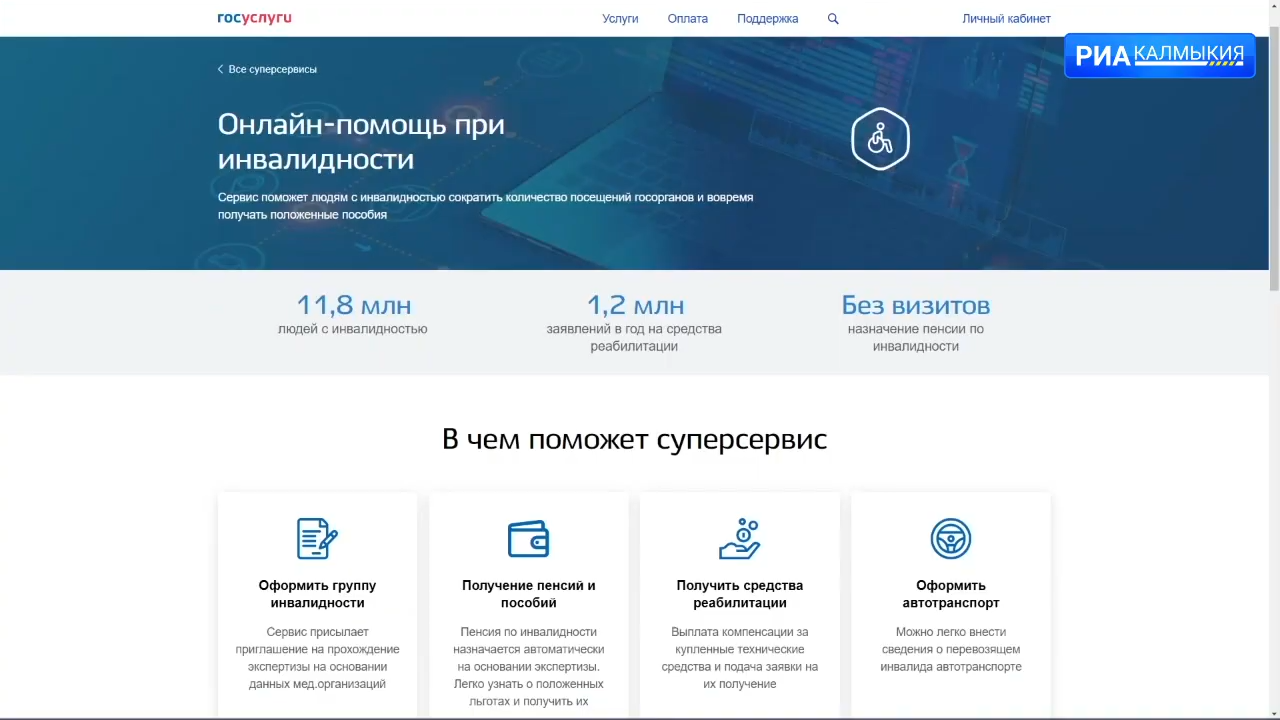 госуслуги
Услуги
Оплата
Поддержка
Личный кабинет
РИА КАЛМЫКИЯ
Все суперсервисы
Онлайн-помощь при
инвалидности
Сервис поможет людям с инвалидностью сократить количество посещений госорганов и вовремя
получать положенные пособия
11,8 млн
людей с инвалидностью
1,2 млн
заявлений в год на средства
реабилитации
Без визитов
назначение пенсии по
инвалидности
В чем поможет суперсервис
Оформить группу
инвалидности
Сервис присылает
приглашение на прохождение
экспертизы на основании
данных мед.организаций
Получение пенсий и
пособий
Пенсия по инвалидности
назначается автоматически
на основании экспертизы.
Легко узнать о положенных
льготах и получить их
Получить средства
реабилитации
Выплата компенсации за
купленные технические
средства и подача заявки на
их получение
Оформить
автотранспорт
Можно легко внести
сведения о перевозящем
инвалида автотранспорте